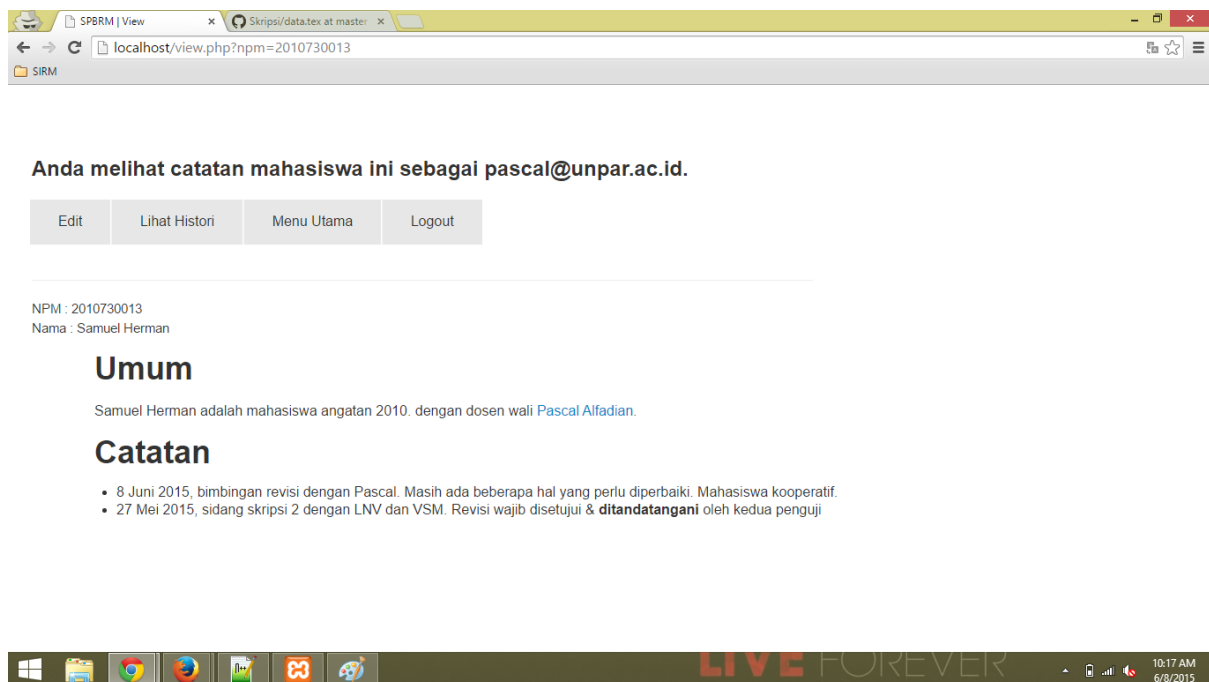 SPBRM | View
Skripsi/data.tex at master
localhost/view.php?npm=2010730013
SIRM
Anda melihat catatan mahasiswa ini sebagai pascal@unpar.ac.id.
Edit Lihat Histori Menu Utama Logout
NPM : 2010730013
Nama : Samuel Herman
Umum
Samuel Herman adalah mahasiswa angatan 2010. dengan dosen wali Pascal Alfadian.
Catatan
• 8 Juni 2015, bimbingan revisi dengan Pascal. Masih ada beberapa hal yang perlu diperbaiki. Mahasiswa kooperatif.
• 27 Mei 2015, sidang skripsi 2 dengan LNV dan VSM. Revisi wajib disetujui & ditandatangani oleh kedua penguji
LIVE FOREVER
10:17 AM
6/8/2015